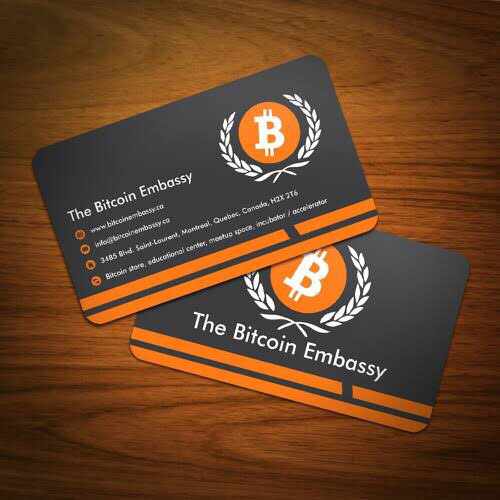 The Bitcoin Embassy
www.bitcoinembassy.ca
info@bitcoinembassy.ca
3485 Blvd. Saint-Laurent, Montreal, Quebec, Canada, H2X 2T6
Bitcoin store, educational center, meetup space, incubator / accelerator
The Bitcoin Embassy